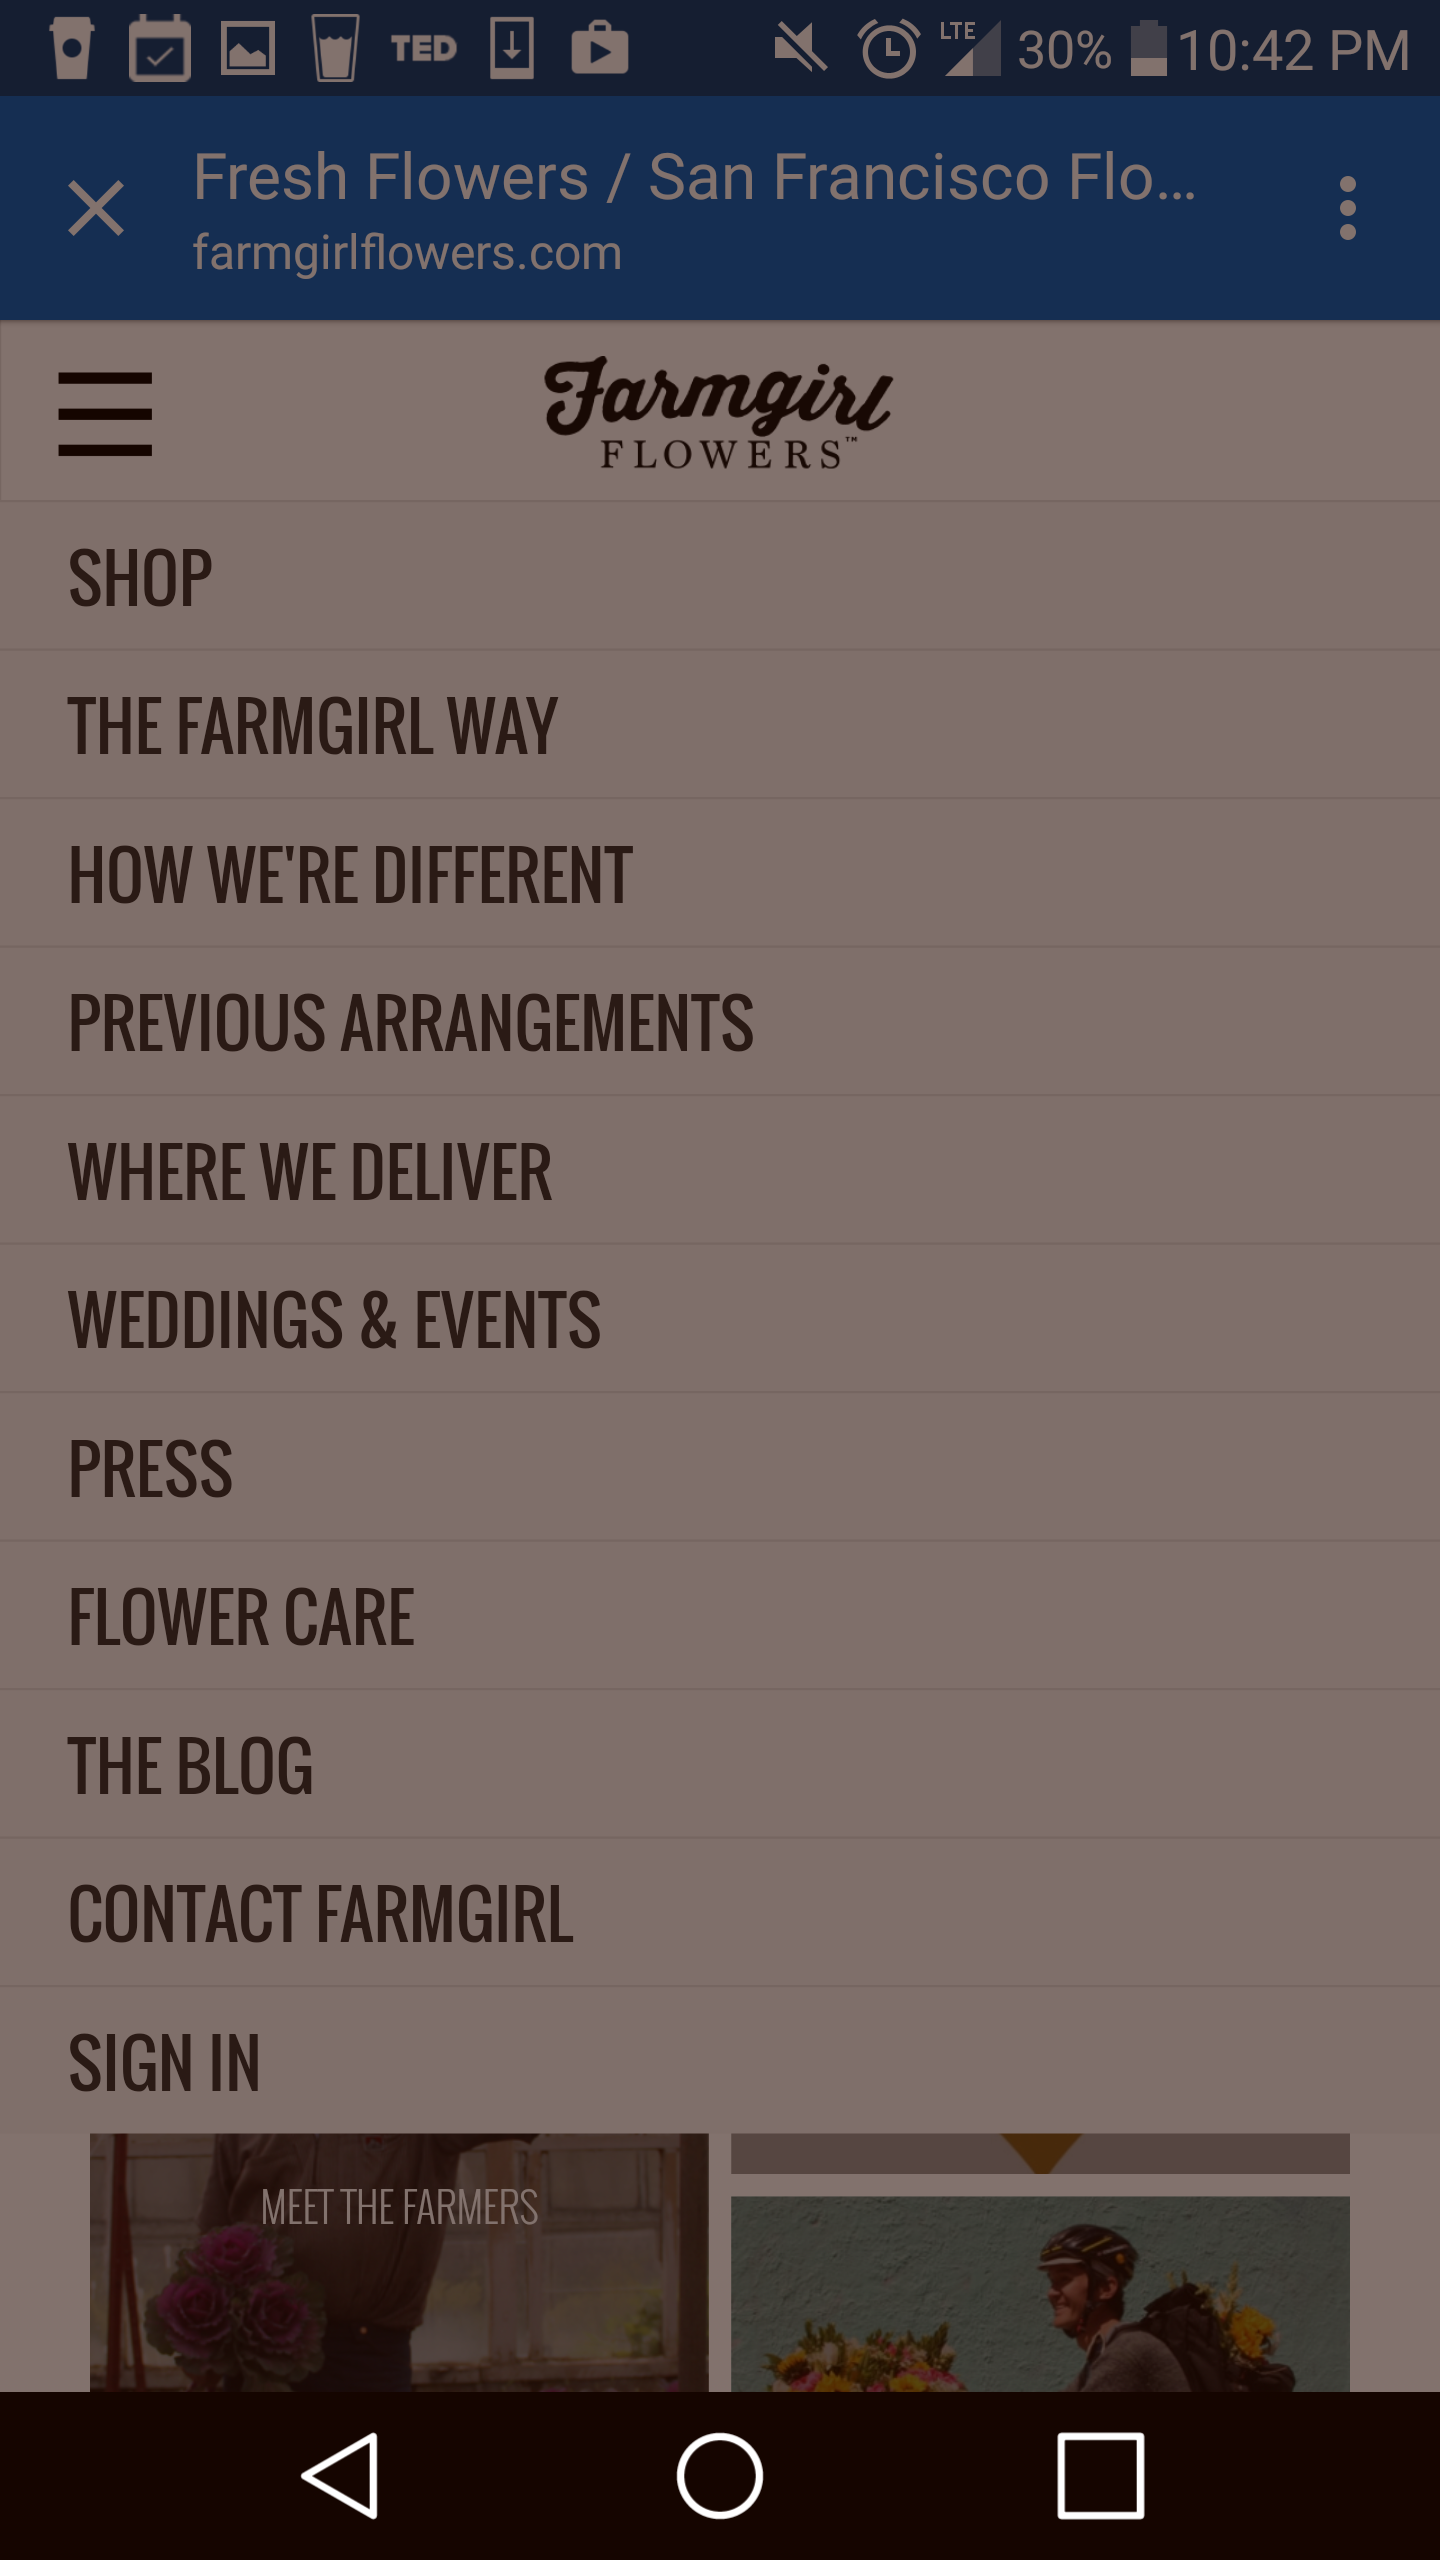 TED LTE 30% 10:42 PM
Fresh Flowers / San Francisco Flo...
farmgirlflowers.com
Farmgirl
FLOWERS™
SHOP
THE FARMGIRL WAY
HOW WE'RE DIFFERENT
PREVIOUS ARRANGEMENTS
WHERE WE DELIVER
WEDDINGS & EVENTS
PRESS
FLOWER CARE
THE BLOG
CONTACT FARMGIRL
SIGN IN
MEET THE FARMERS